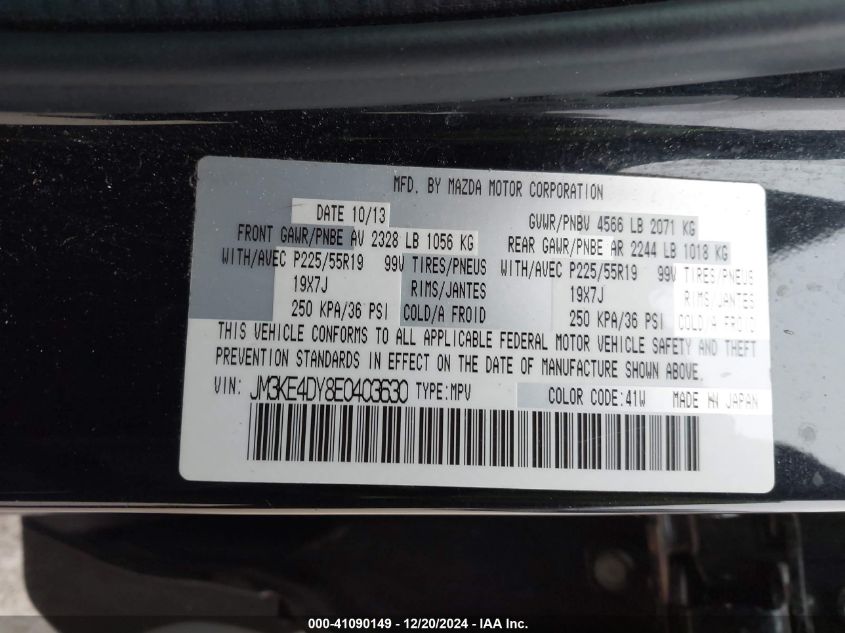 MFD. BY MAZDA MOTOR CORPORATION
DATE 10/13 GVWR/PNBV 4566 LB 2071 KG
FRONT GAWR/PNBE AV 2328 LB 1056 KG REAR GAWR/PNBE AR 2244 LB 1018 KG
WITH/AVEC P225/55R19 99V TIRES/PNEUS WITH/AVEC P225/55R19 99V TIRES/PNEUS
19X7J RIMS/JANTES 19X7J RIMS/JANTES
250 KPA/36 PSI COLD/A FROID 250 KPA/36 PSI COLD/A FROID
THIS VEHICLE CONFORMS TO ALL APPLICABLE FEDERAL MOTOR VEHICLE SAFETY AND THEFT
PREVENTION STANDARDS IN EFFECT ON THE DATE OF MANUFACTURE SHOWN ABOVE.
VIN: JM3KE4DY8E0403630 TYPE:MPV COLOR CODE:41W MADE IN JAPAN
000-41090149 - 12/20/2024 - IAA Inc.